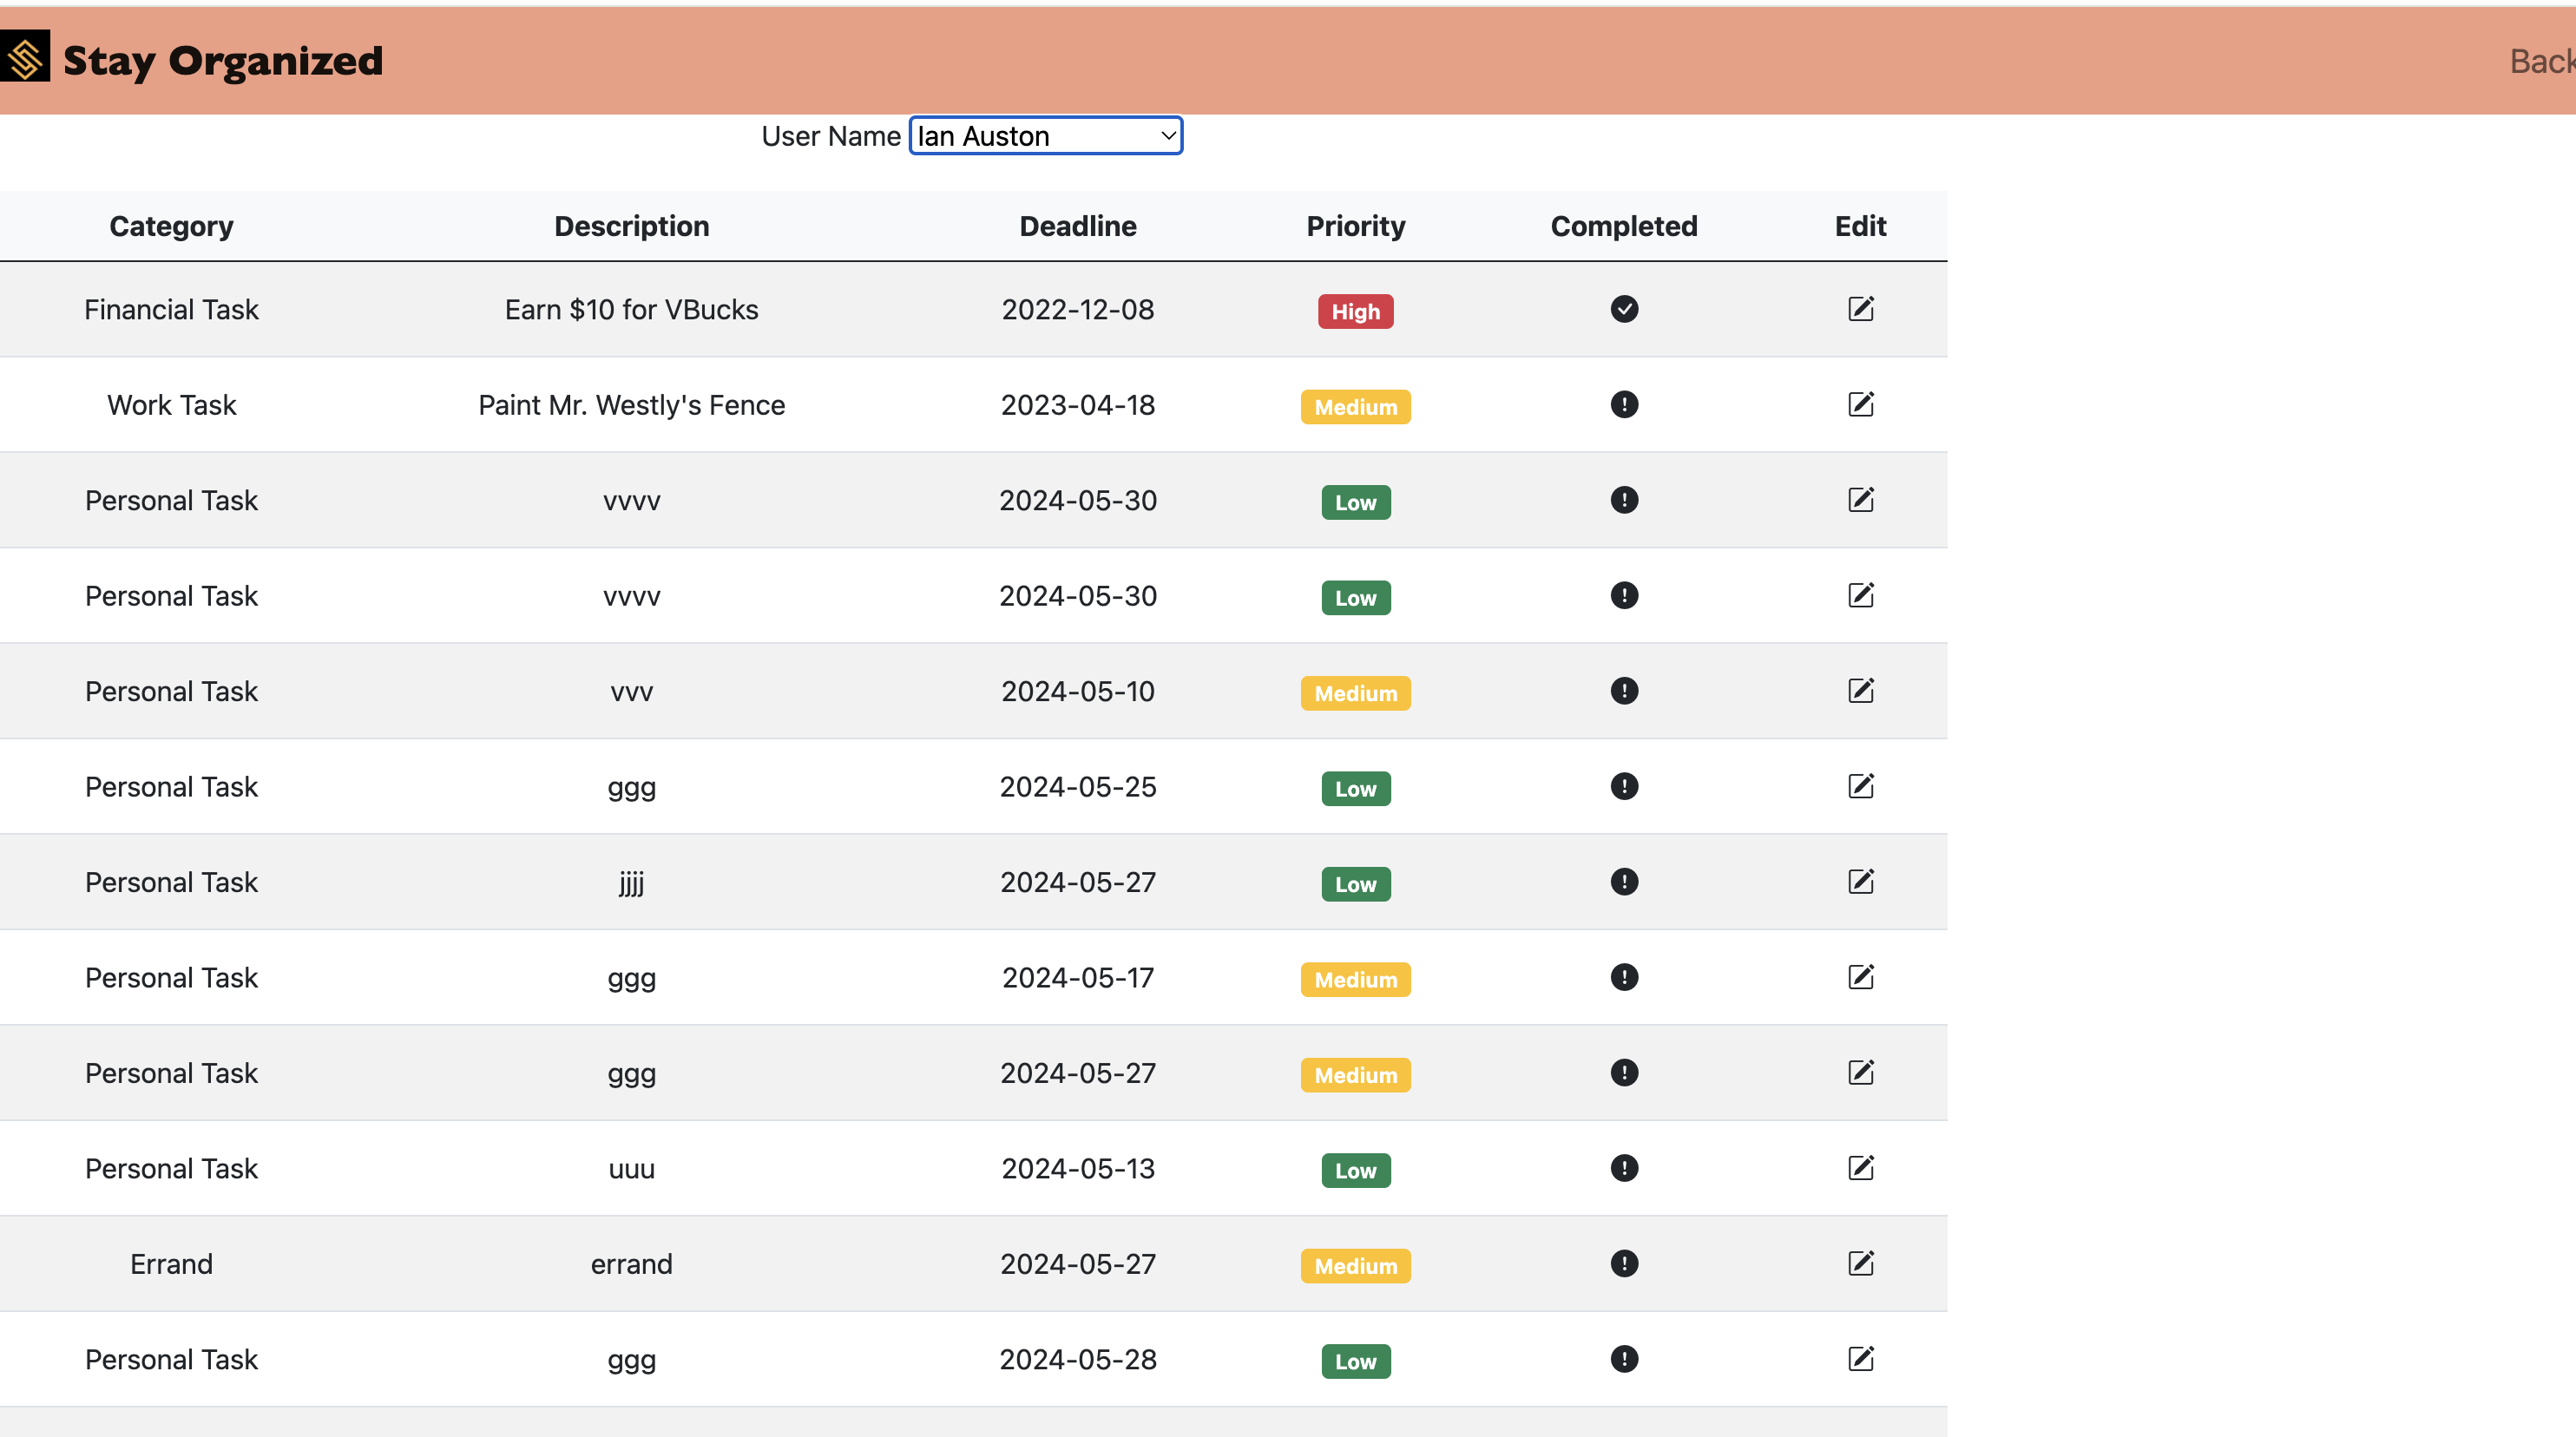 Stay Organized
Back
User Name Ian Auston
Category Description Deadline Priority Completed Edit
Financial Task Earn $10 for VBucks 2022-12-08 High
Work Task Paint Mr. Westly's Fence 2023-04-18 Medium
Personal Task vvvv 2024-05-30 Low
Personal Task vvvv 2024-05-30 Low
Personal Task vvv 2024-05-10 Medium
Personal Task ggg 2024-05-25 Low
Personal Task jjjj 2024-05-27 Low
Personal Task ggg 2024-05-17 Medium
Personal Task ggg 2024-05-27 Medium
Personal Task uuu 2024-05-13 Low
Errand errand 2024-05-27 Medium
Personal Task ggg 2024-05-28 Low